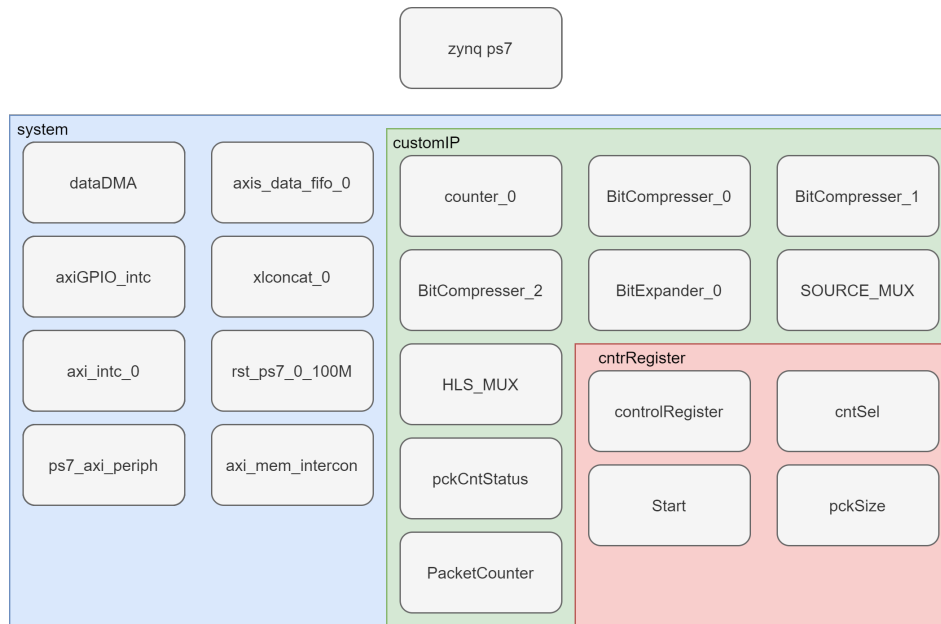 zynq ps7
system
dataDMA
axis_data_fifo_0
axiGPIO_intc
xlconcat_0
axi_intc_0
rst_ps7_0_100M
ps7_axi_periph
axi_mem_intercon
customIP
counter_0
BitCompresser_0
BitCompresser_1
BitCompresser_2
BitExpander_0
SOURCE_MUX
HLS_MUX
pckCntStatus
PacketCounter
cntrRegister
controlRegister
cntSel
Start
pckSize